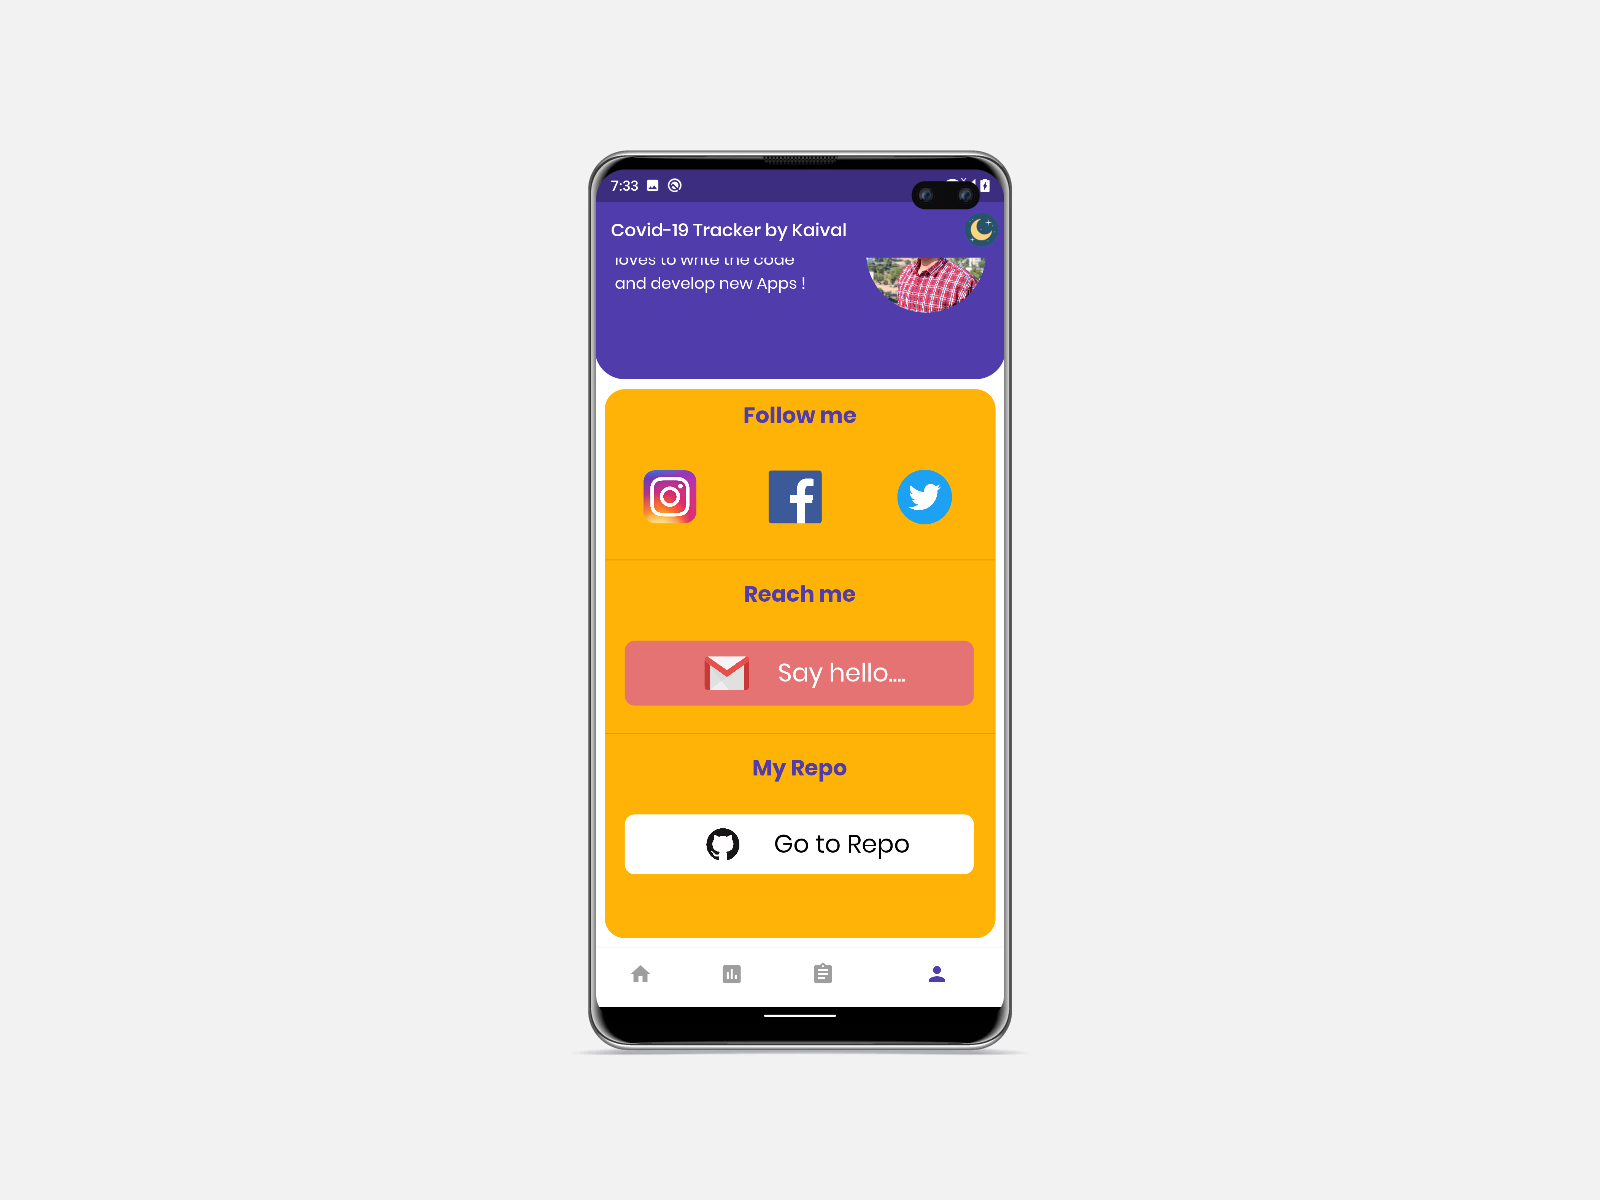 7:33
Covid-19 Tracker by Kaival
loves to write the code
and develop new Apps !
Follow me
Reach me
Say hello....
My Repo
Go to Repo